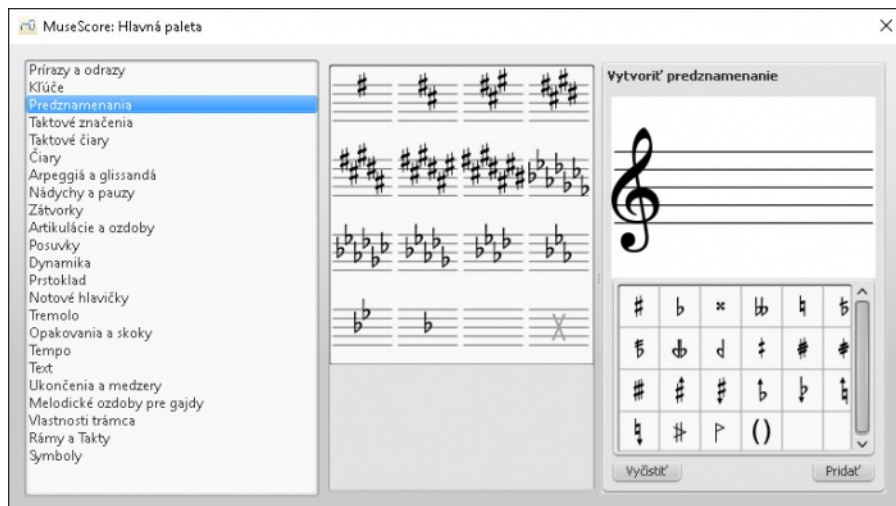 MuseScore: Hlavná paleta
Prírazy a odrazy
Kľúče
Predznamenania
Taktové značenia
Taktové čiary
Čiary
Arpeggiá a glissandá
Nádychy a pauzy
Zátvorky
Artikulácie a ozdoby
Posuvky
Dynamika
Prstoklad
Notové hlavičky
Tremolo
Opakovania a skoky
Tempo
Text
Ukončenia a medzery
Melodické ozdoby pre gajdy
Vlastnosti trámca
Rámy a Takty
Symboly
Vytvoriť predznamenanie
Vyčistiť
Pridať